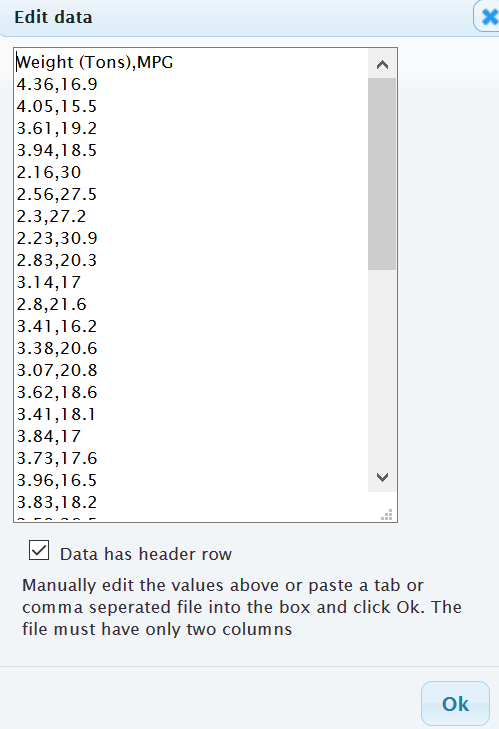 Edit data
Weight (Tons),MPG
4.36,16.9
4.05,15.5
3.61,19.2
3.94,18.5
2.16,30
2.56,27.5
2.3,27.2
2.23,30.9
2.83,20.3
3.14,17
2.8,21.6
3.41,16.2
3.38,20.6
3.07,20.8
3.62,18.6
3.41,18.1
3.84,17
3.73,17.6
3.96,16.5
3.83,18.2
Data has header row
Manually edit the values above or paste a tab or
comma seperated file into the box and click Ok. The
file must have only two columns
Ok